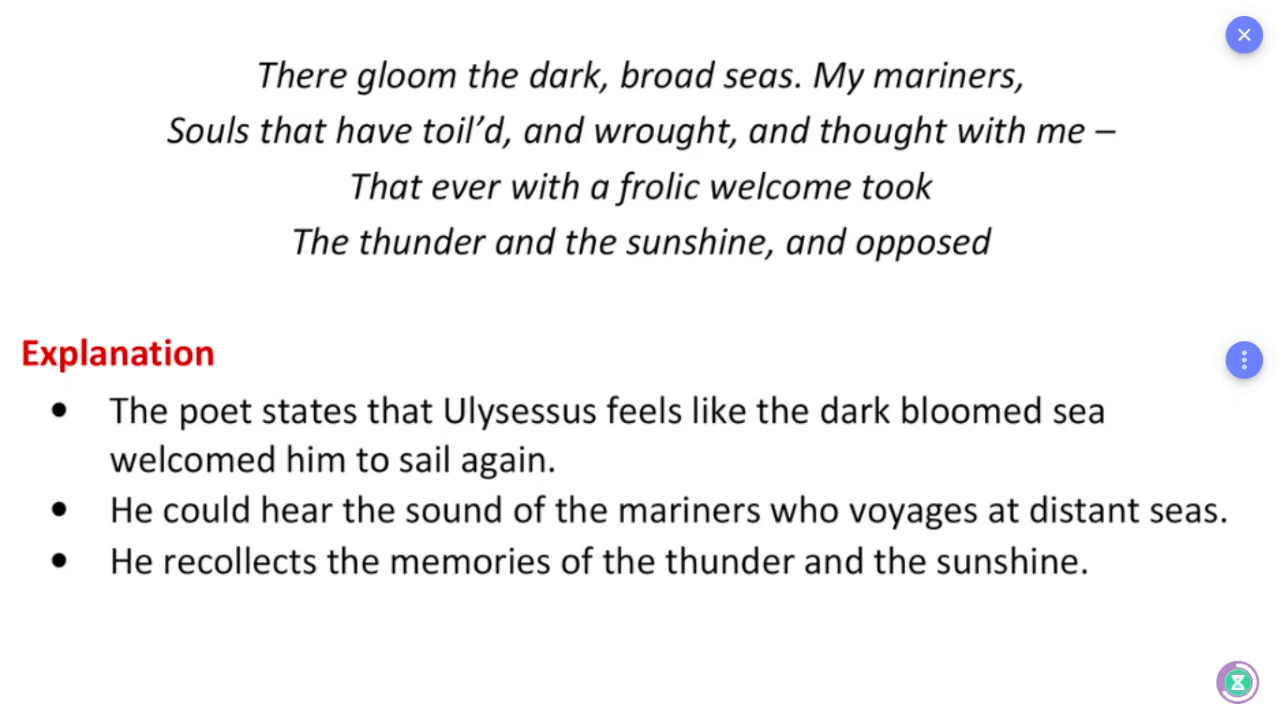 There gloom the dark, broad seas. My mariners,
Souls that have toil’d, and wrought, and thought with me –
That ever with a frolic welcome took
The thunder and the sunshine, and opposed
Explanation
• The poet states that Ulysessus feels like the dark bloomed sea
welcomed him to sail again.
• He could hear the sound of the mariners who voyages at distant seas.
• He recollects the memories of the thunder and the sunshine.